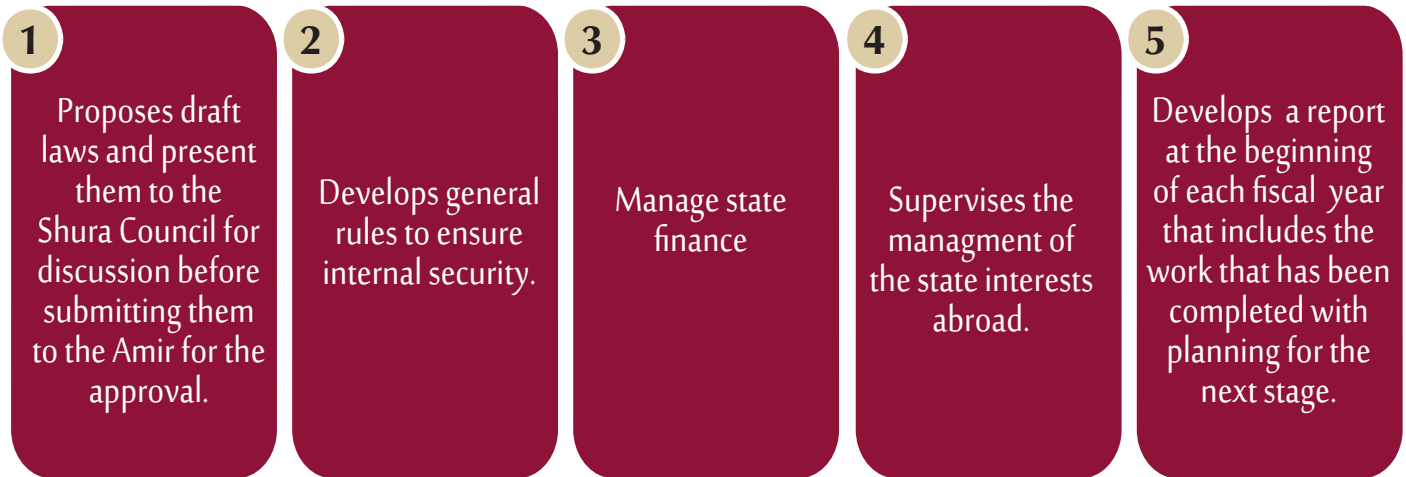 1
Proposes draft
laws and present
them to the
Shura Council for
discussion before
submitting them
to the Amir for the
approval.
2
Develops general
rules to ensure
internal security.
3
Manage state
finance
4
Supervises the
managment of
the state interests
abroad.
5
Develops a report
at the beginning
of each fiscal year
that includes the
work that has been
completed with
planning for the
next stage.